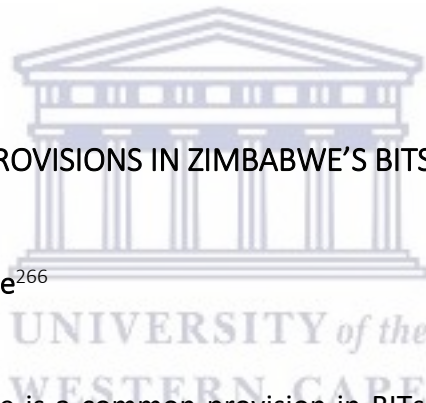 ROVISIONS IN ZIMBABWE’S BITS
e266
UNIVERSITY of the
e is a common provision in BITs
WESTERN CAPE